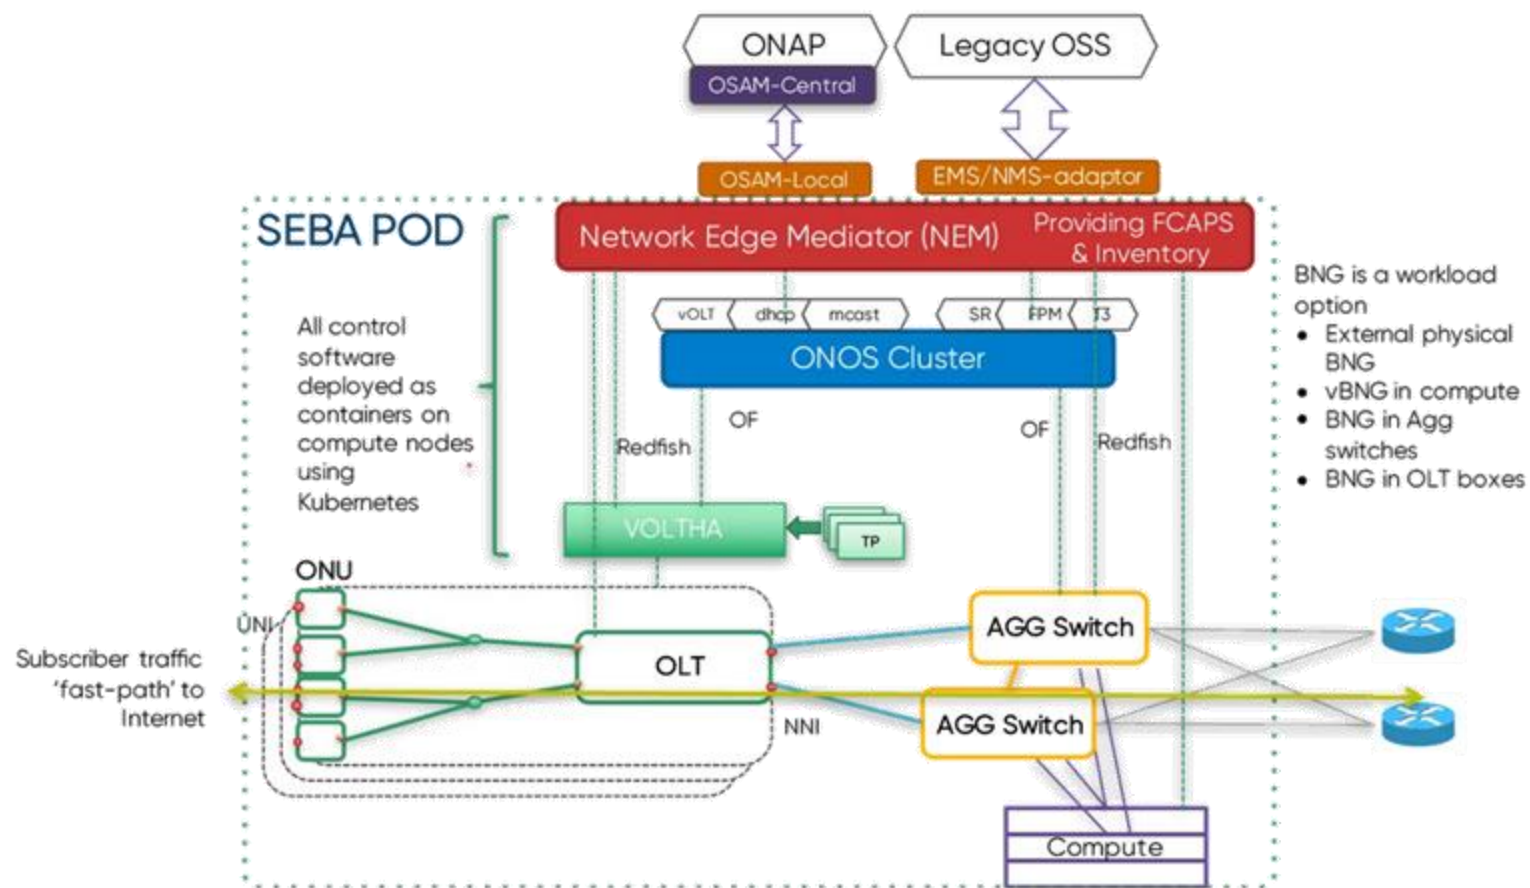 ONAP
Legacy OSS
OSAM-Central
OSAM-Local
EMS/NMS-adaptor
SEBA POD
Network Edge Mediator (NEM)
Providing FCAPS
& Inventory
vOLT
dhcp
mcast
SR
FPM
T3
ONOS Cluster
All control
software
deployed as
containers on
compute nodes
using
Kubernetes
OF
Redfish
OF
Redfish
BNG is a workload
option
• External physical
BNG
• vBNG in compute
• BNG in Agg
switches
• BNG in OLT boxes
VOLTHA
TP
ONU
UNI
OLT
AGG Switch
Subscriber traffic
'fast-path' to
Internet
NNI
AGG Switch
Compute